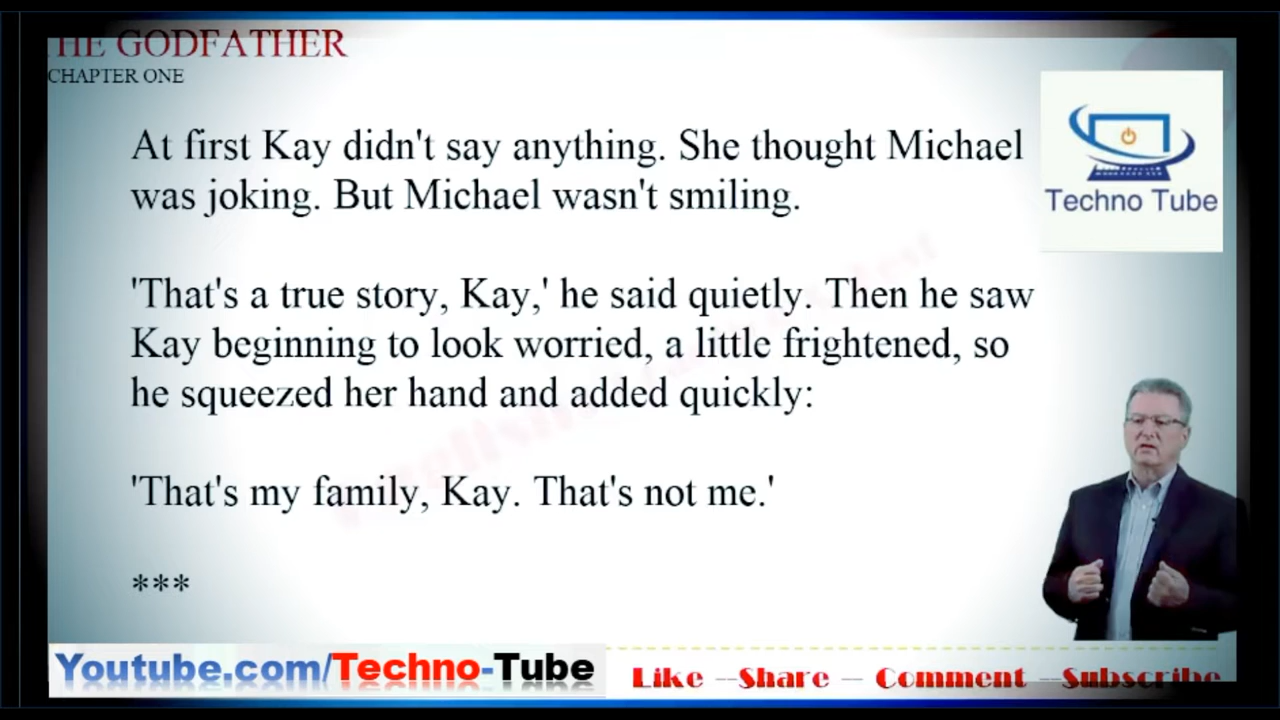 THE GODFATHER
CHAPTER ONE
At first Kay didn't say anything. She thought Michael
was joking. But Michael wasn't smiling.
'That's a true story, Kay,' he said quietly. Then he saw
Kay beginning to look worried, a little frightened, so
he squeezed her hand and added quickly:
'That's my family, Kay. That's not me.'
***
Techno Tube
Youtube.com/Techno-Tube
Like --Share -- Comment --Subscribe